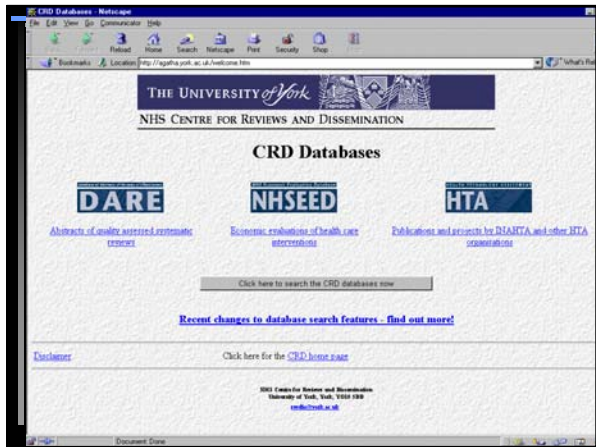 CRD Databases - Netscape
File Edit View Go Communicator Help
Reload Home Search Netscape Print Security Shop
Bookmarks Location: http://agatha.york.ac.uk/welcome.htm What's Rel
THE UNIVERSITY of York
NHS CENTRE FOR REVIEWS AND DISSEMINATION
CRD Databases
DARE NHSEED HTA
Abstracts of quality assessed systematic reviews
Economic evaluations of health care interventions
Publications and projects by INAHTA and other HTA organisations
Click here to search the CRD databases now
Recent changes to database search features - find out more!
Disclaimer Click here for the CRD home page
NHS Centre for Reviews and Dissemination
University of York, York, YO10 5DD
Document: Done